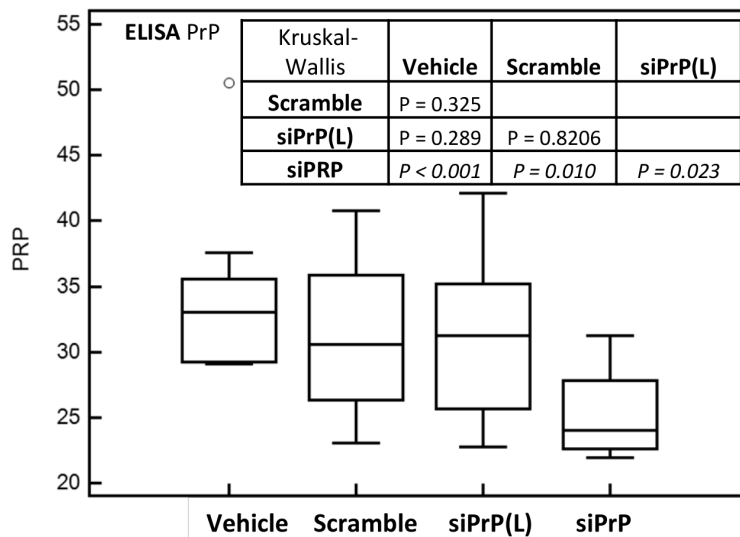 55
ELISA PrP
Kruskal-
Wallis
Vehicle
Scramble
siPrP(L)
50
Scramble
P = 0.325
siPrP(L)
P = 0.289
P = 0.8206
45
siPRP
P < 0.001
P = 0.010
P = 0.023
40
PRP
35
30
25
20
Vehicle Scramble siPrP(L) siPrP